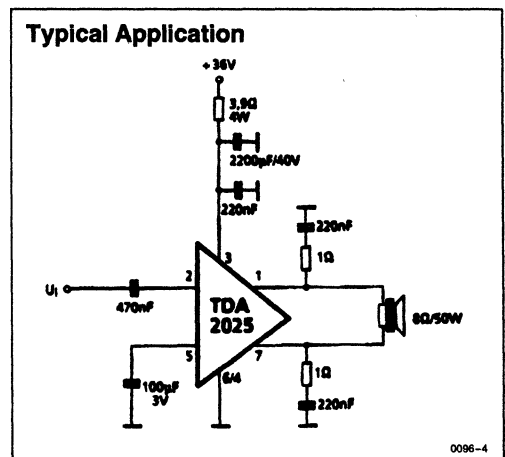 Typical Application
+36V
3,9Ω
4W
2200µF/40V
220nF
220nF
3
1Ω
2
1
Ui
470nF
TDA
2025
8Ω/50W
5
7
6/4
100µF
3V
1Ω
220nF
0096-4